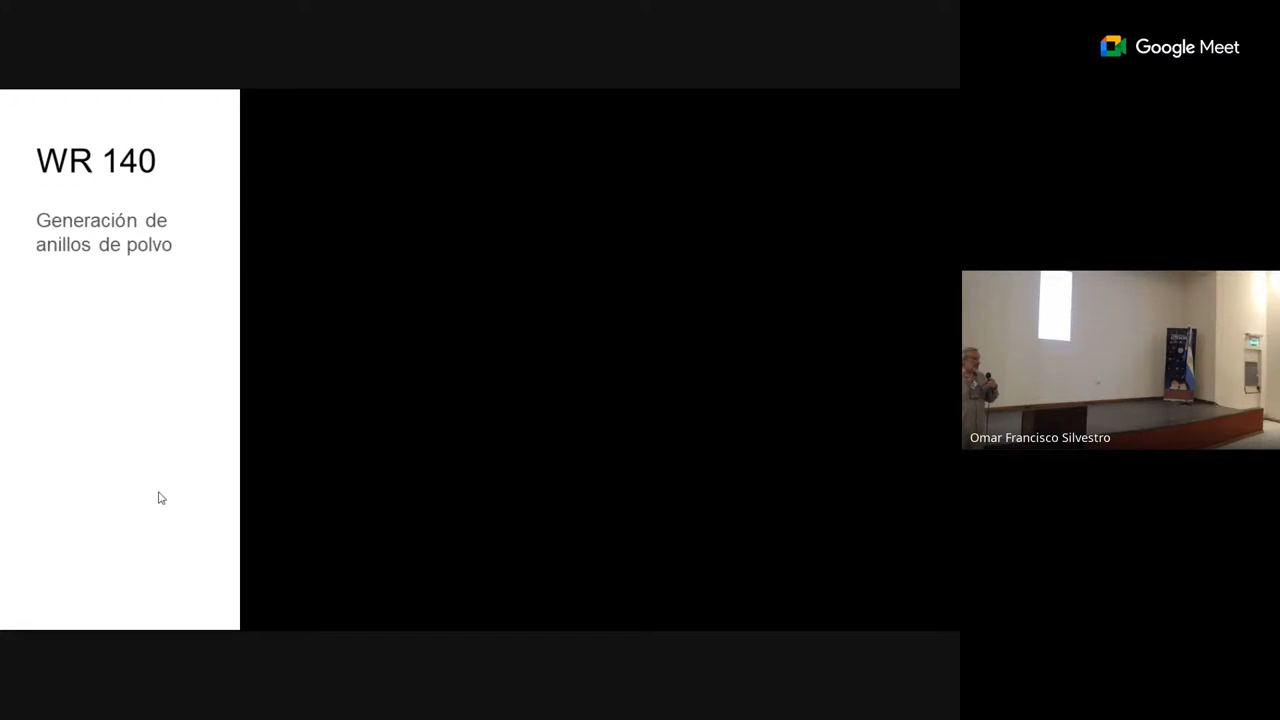 Google Meet
WR 140
Generación de
anillos de polvo
Omar Francisco Silvestro